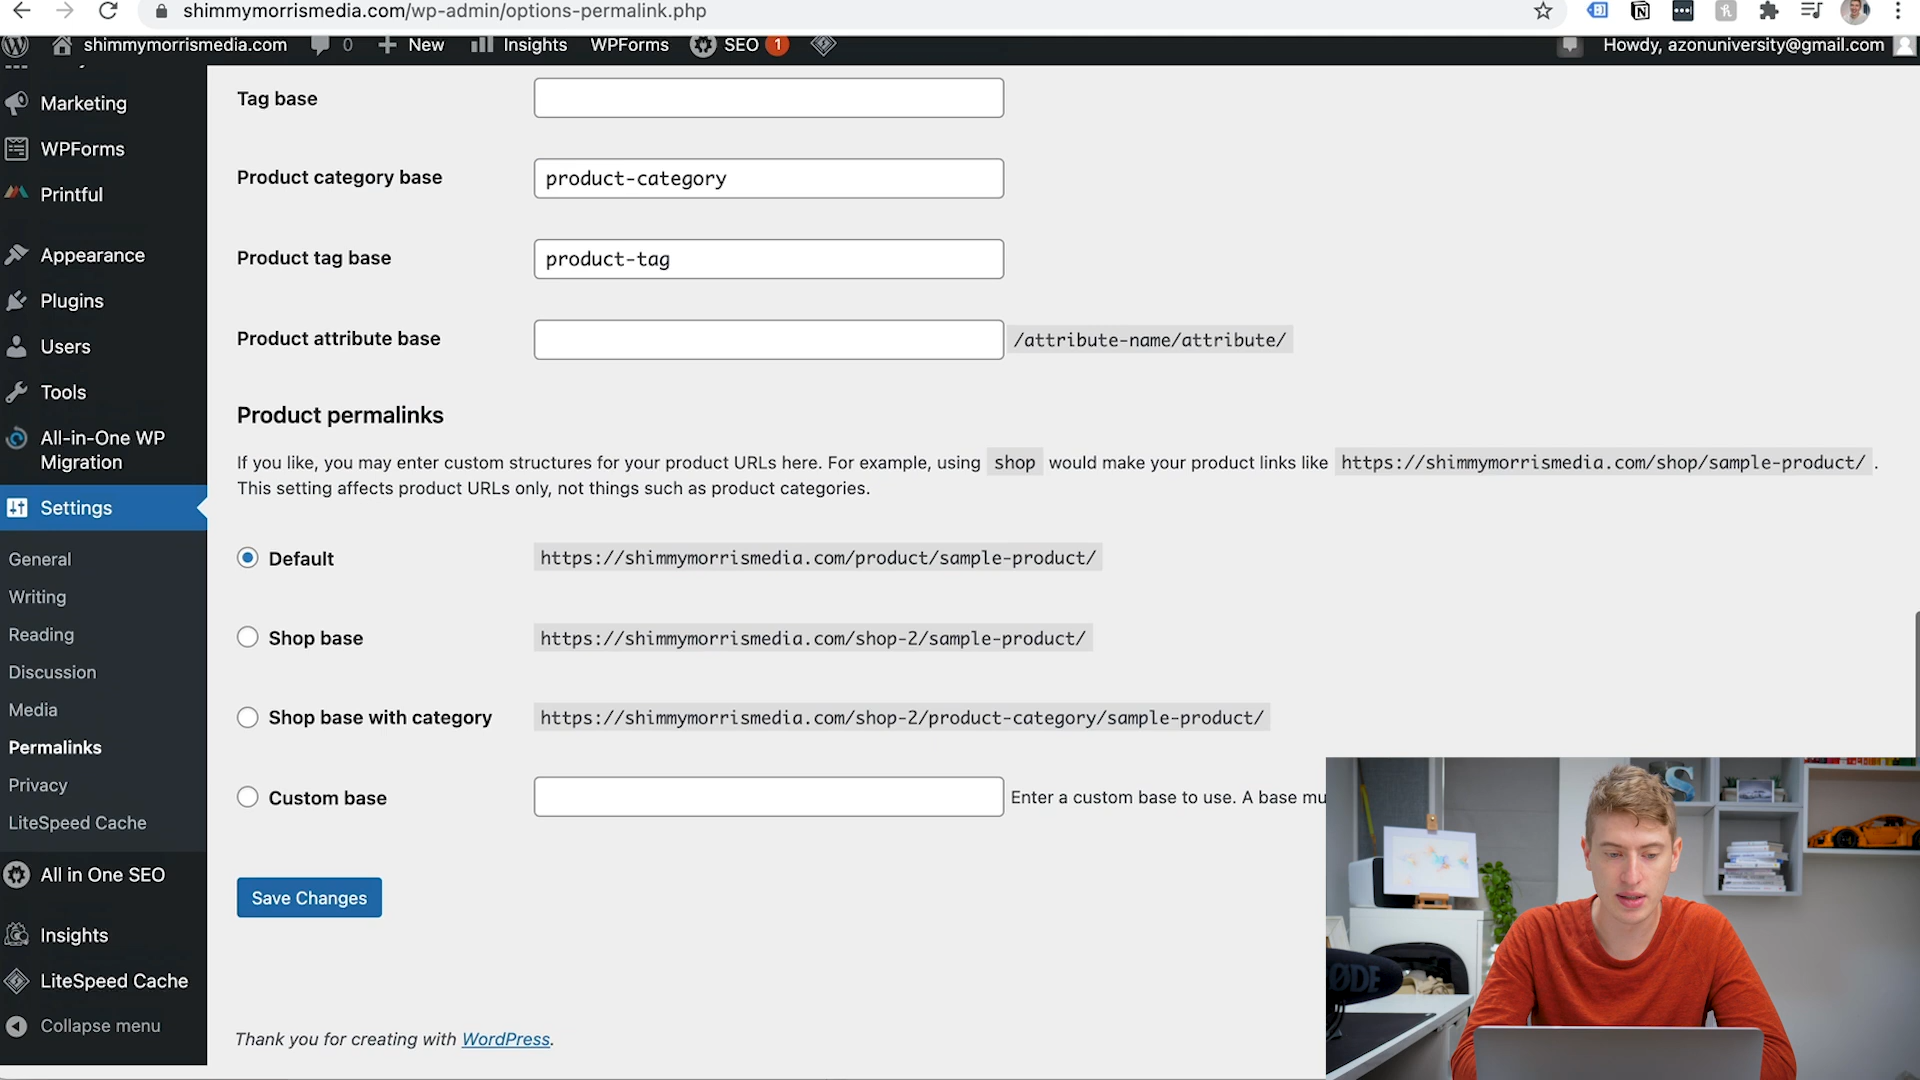 shimmymorrismedia.com/wp-admin/options-permalink.php
shimmymorrismedia.com 0 New Insights WPForms SEO 1 Howdy, azonuniversity@gmail.com
Marketing
WPForms
Printful
Appearance
Plugins
Users
Tools
All-in-One WP
Migration
Settings
General
Writing
Reading
Discussion
Media
Permalinks
Privacy
LiteSpeed Cache
All in One SEO
Insights
LiteSpeed Cache
Collapse menu
Tag base
Product category base product-category
Product tag base product-tag
Product attribute base /attribute-name/attribute/
Product permalinks
If you like, you may enter custom structures for your product URLs here. For example, using shop would make your product links like https://shimmymorrismedia.com/shop/sample-product/ .
This setting affects product URLs only, not things such as product categories.
Default https://shimmymorrismedia.com/product/sample-product/
Shop base https://shimmymorrismedia.com/shop-2/sample-product/
Shop base with category https://shimmymorrismedia.com/shop-2/product-category/sample-product/
Custom base Enter a custom base to use. A base mu
Save Changes
Thank you for creating with WordPress.
RØDE